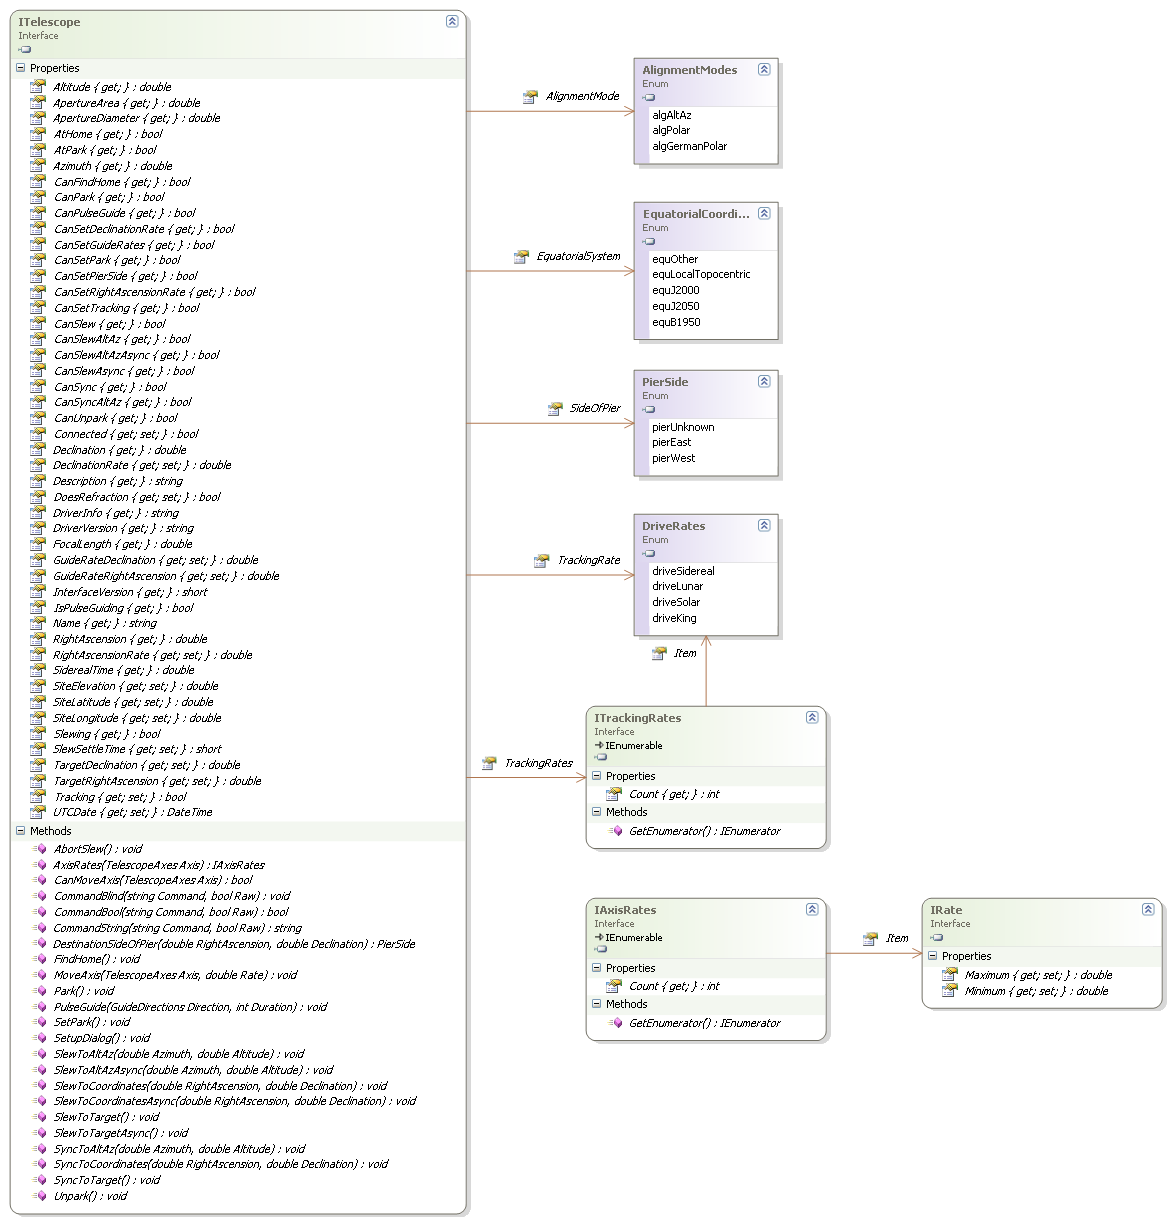 ITelescope
Interface
Properties
Altitude { get; } : double
ApertureArea { get; } : double
ApertureDiameter { get; } : double
AtHome { get; } : bool
AtPark { get; } : bool
Azimuth { get; } : double
CanFindHome { get; } : bool
CanPark { get; } : bool
CanPulseGuide { get; } : bool
CanSetDeclinationRate { get; } : bool
CanSetGuideRates { get; } : bool
CanSetPark { get; } : bool
CanSetPierSide { get; } : bool
CanSetRightAscensionRate { get; } : bool
CanSetTracking { get; } : bool
CanSlew { get; } : bool
CanSlewAltAz { get; } : bool
CanSlewAltAzAsync { get; } : bool
CanSlewAsync { get; } : bool
CanSync { get; } : bool
CanSyncAltAz { get; } : bool
CanUnpark { get; } : bool
Connected { get; set; } : bool
Declination { get; } : double
DeclinationRate { get; set; } : double
Description { get; } : string
DoesRefraction { get; set; } : bool
DriverInfo { get; } : string
DriverVersion { get; } : string
FocalLength { get; } : double
GuideRateDeclination { get; set; } : double
GuideRateRightAscension { get; set; } : double
InterfaceVersion { get; } : short
IsPulseGuiding { get; } : bool
Name { get; } : string
RightAscension { get; } : double
RightAscensionRate { get; set; } : double
SiderealTime { get; } : double
SiteElevation { get; set; } : double
SiteLatitude { get; set; } : double
SiteLongitude { get; set; } : double
Slewing { get; } : bool
SlewSettleTime { get; set; } : short
TargetDeclination { get; set; } : double
TargetRightAscension { get; set; } : double
Tracking { get; set; } : bool
UTCDate { get; set; } : DateTime
Methods
AbortSlew() : void
AxisRates(TelescopeAxes Axis) : IAxisRates
CanMoveAxis(TelescopeAxes Axis) : bool
CommandBlind(string Command, bool Raw) : void
CommandBool(string Command, bool Raw) : bool
CommandString(string Command, bool Raw) : string
DestinationSideOfPier(double RightAscension, double Declination) : PierSide
FindHome() : void
MoveAxis(TelescopeAxes Axis, double Rate) : void
Park() : void
PulseGuide(GuideDirections Direction, int Duration) : void
SetPark() : void
SetupDialog() : void
SlewToAltAz(double Azimuth, double Altitude) : void
SlewToAltAzAsync(double Azimuth, double Altitude) : void
SlewToCoordinates(double RightAscension, double Declination) : void
SlewToCoordinatesAsync(double RightAscension, double Declination) : void
SlewToTarget() : void
SlewToTargetAsync() : void
SyncToAltAz(double Azimuth, double Altitude) : void
SyncToCoordinates(double RightAscension, double Declination) : void
SyncToTarget() : void
Unpark() : void
AlignmentMode
AlignmentModes
Enum
algAltAz
algPolar
algGermanPolar
EquatorialSystem
EquatorialCoordi...
Enum
equOther
equLocalTopocentric
equJ2000
equJ2050
equB1950
SideOfPier
PierSide
Enum
pierUnknown
pierEast
pierWest
TrackingRate
DriveRates
Enum
driveSidereal
driveLunar
driveSolar
driveKing
Item
TrackingRates
ITrackingRates
Interface
IEnumerable
Properties
Count { get; } : int
Methods
GetEnumerator() : IEnumerator
IAxisRates
Interface
IEnumerable
Properties
Count { get; } : int
Methods
GetEnumerator() : IEnumerator
Item
IRate
Interface
Properties
Maximum { get; set; } : double
Minimum { get; set; } : double